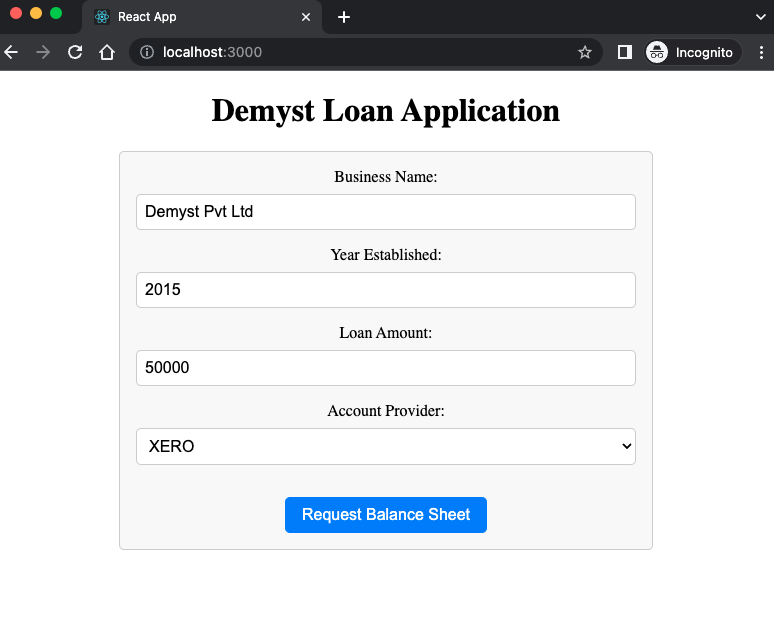 React App
localhost:3000
Incognito
Demyst Loan Application
Business Name:
Demyst Pvt Ltd
Year Established:
2015
Loan Amount:
50000
Account Provider:
XERO
Request Balance Sheet